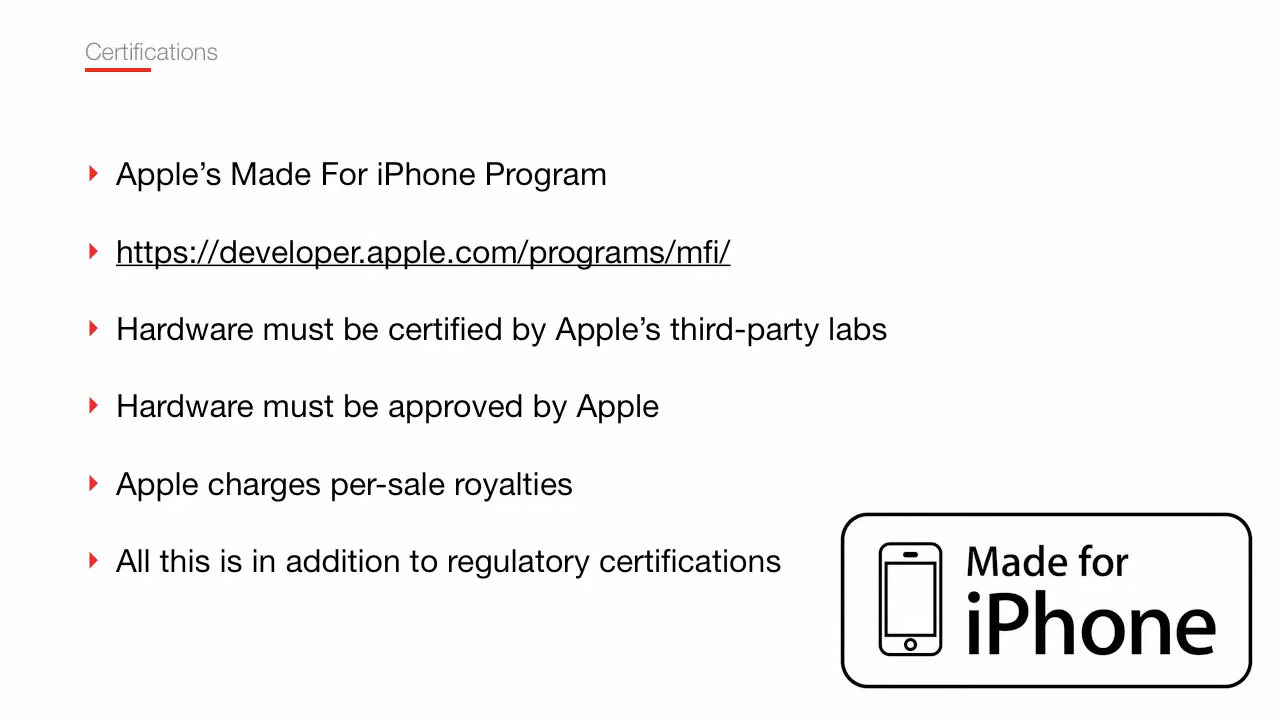 Certifications
Apple’s Made For iPhone Program
https://developer.apple.com/programs/mfi/
Hardware must be certified by Apple’s third-party labs
Hardware must be approved by Apple
Apple charges per-sale royalties
All this is in addition to regulatory certifications
Made for
iPhone